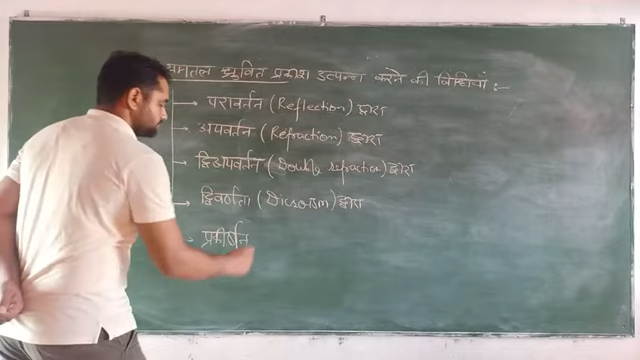 समतल ध्रुवित प्रकाश उत्पन्न करने की विधियां :-
→ परावर्तन (Reflection) द्वारा
→ अपवर्तन (Refraction) द्वारा
→ द्विअपवर्तन (Double refraction) द्वारा
→ द्विवर्णता (Dicroism) द्वारा
→ प्रकीर्णन